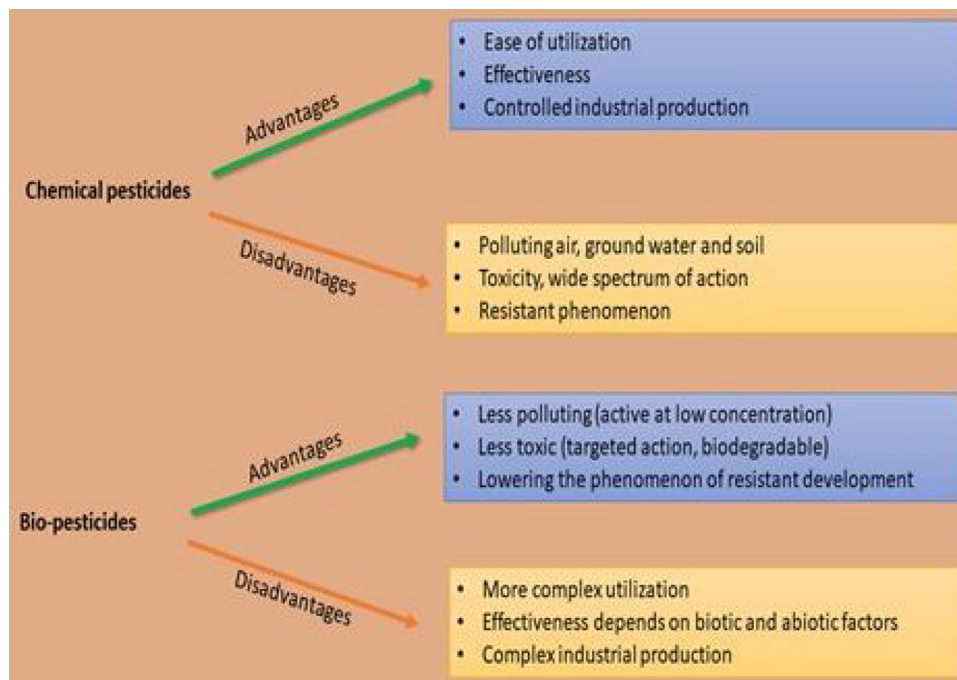 • Ease of utilization
• Effectiveness
• Controlled industrial production
Advantages
Chemical pesticides
Disadvantages
• Polluting air, ground water and soil
• Toxicity, wide spectrum of action
• Resistant phenomenon
• Less polluting (active at low concentration)
• Less toxic (targeted action, biodegradable)
• Lowering the phenomenon of resistant development
Advantages
Bio-pesticides
Disadvantages
• More complex utilization
• Effectiveness depends on biotic and abiotic factors
• Complex industrial production